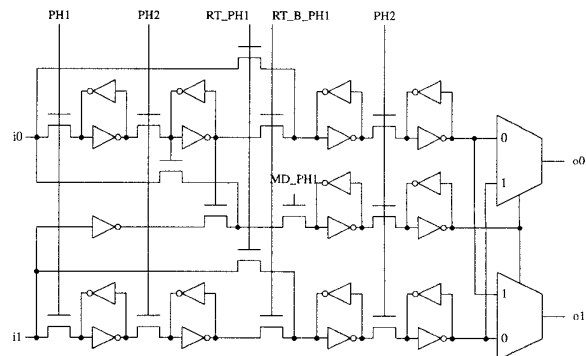 PH1 PH2 RT_PH1 RT_B_PH1 PH2
i0 0 o0
1
MD_PH1
1 o1
i1 0